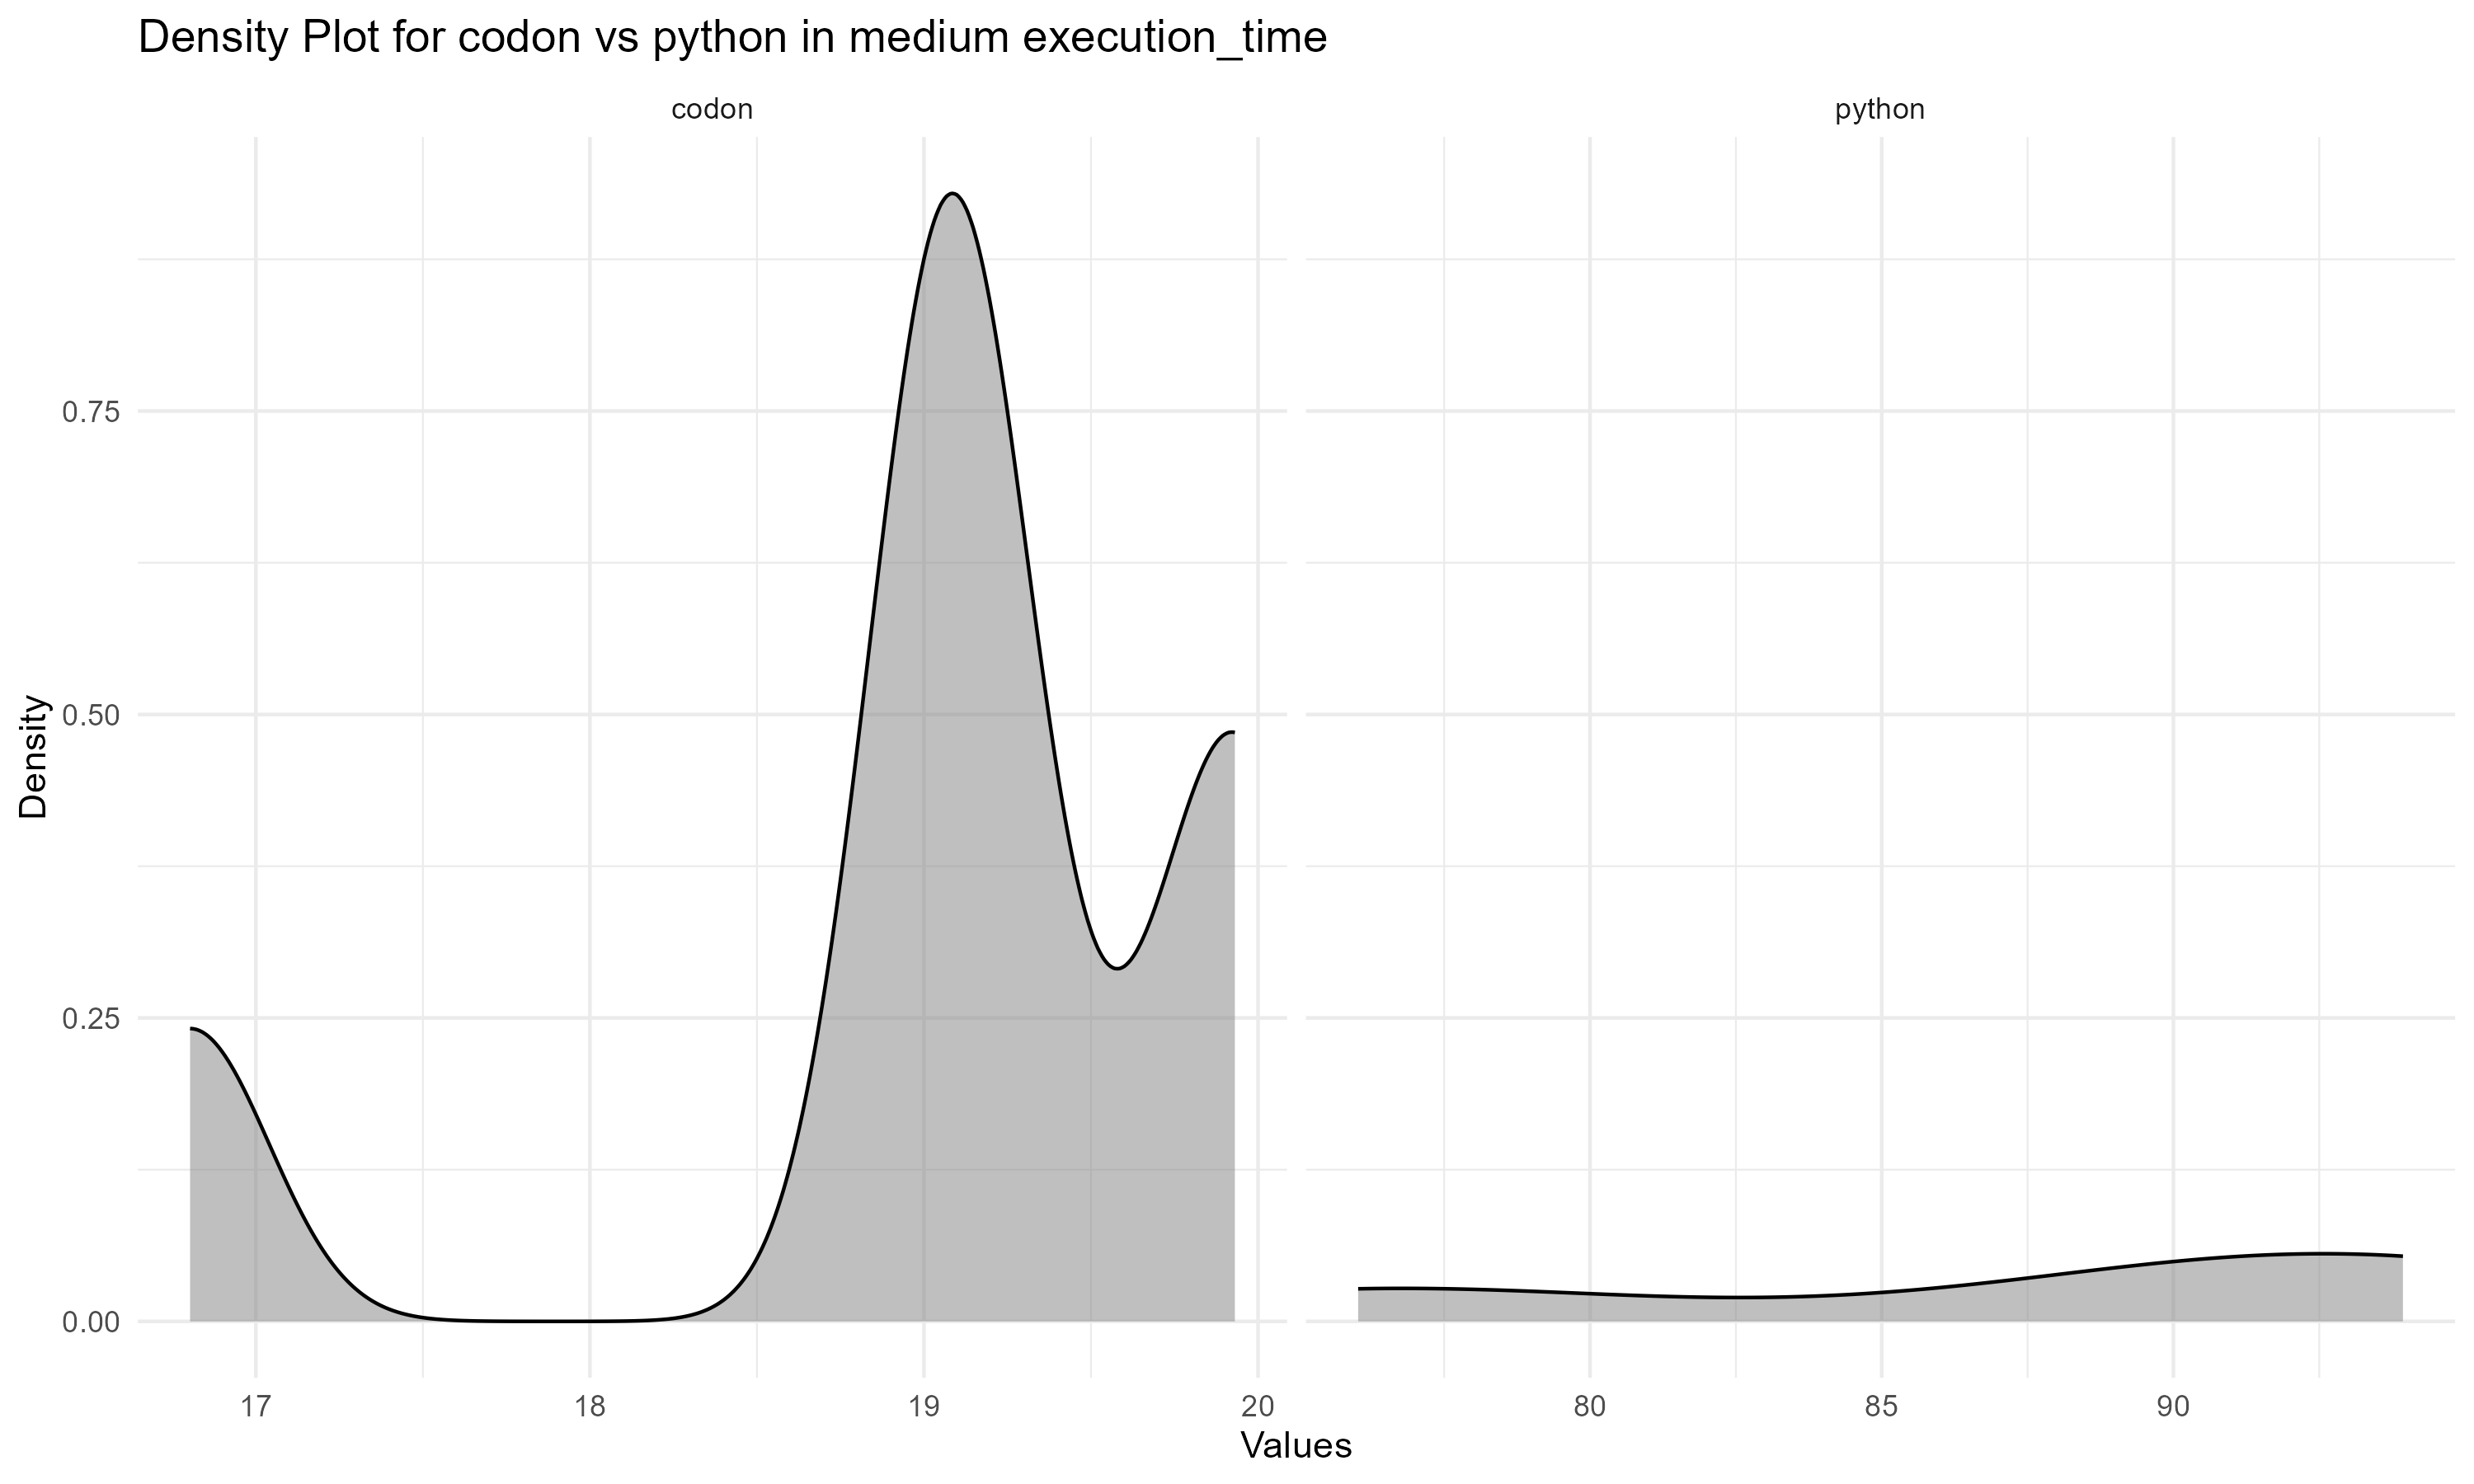 Density Plot for codon vs python in medium execution_time
codon
python
Density
0.75
0.50
0.25
0.00
17
18
19
20
80
85
90
Values